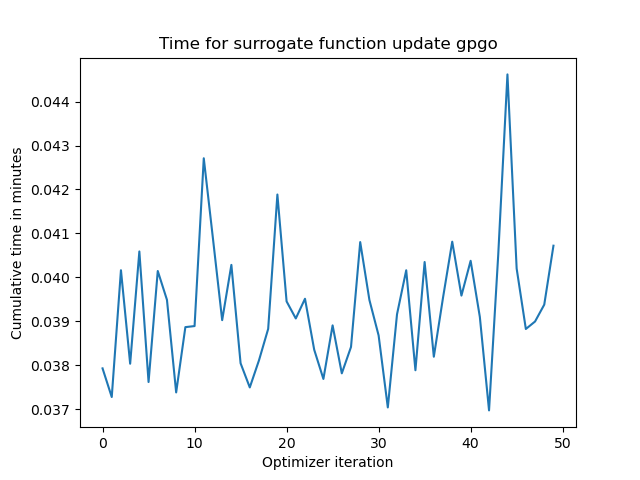 Time for surrogate function update gpgo
Cumulative time in minutes
0.044
0.043
0.042
0.041
0.040
0.039
0.038
0.037
0 10 20 30 40 50
Optimizer iteration